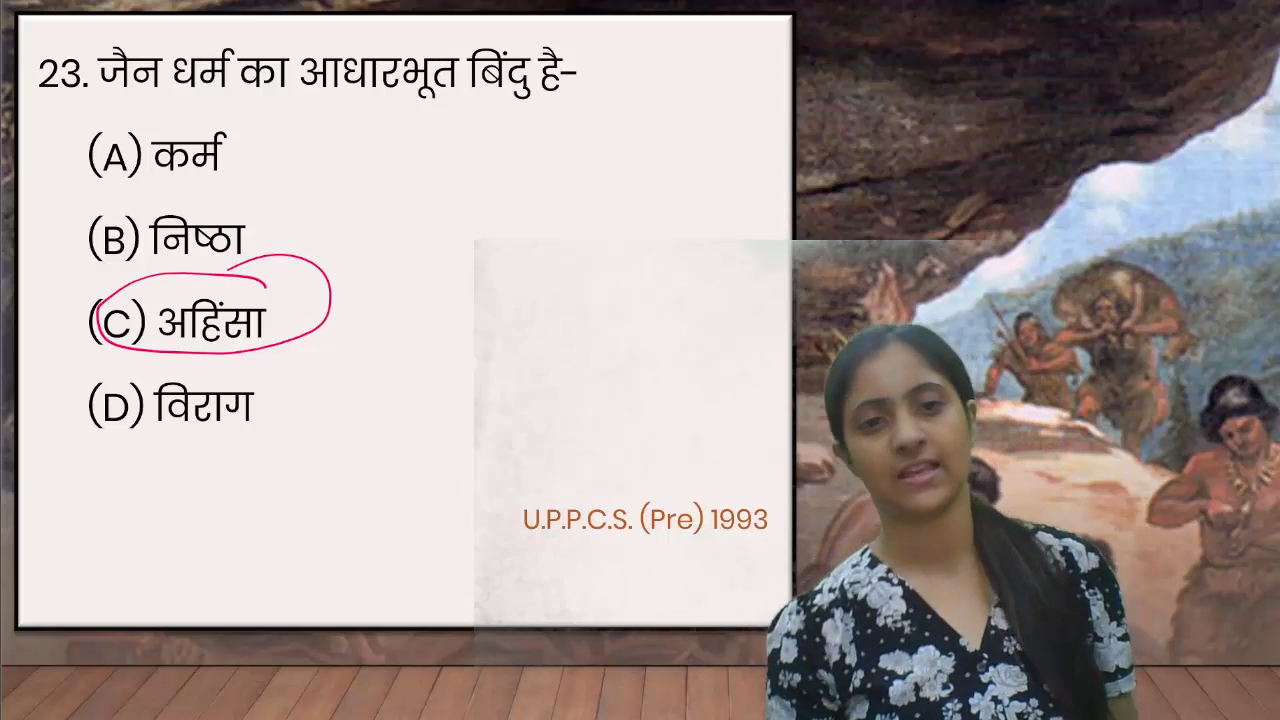 23. जैन धर्म का आधारभूत बिंदु है-
(A) कर्म
(B) निष्ठा
(C) अहिंसा
(D) विराग
U.P.P.C.S. (Pre) 1993